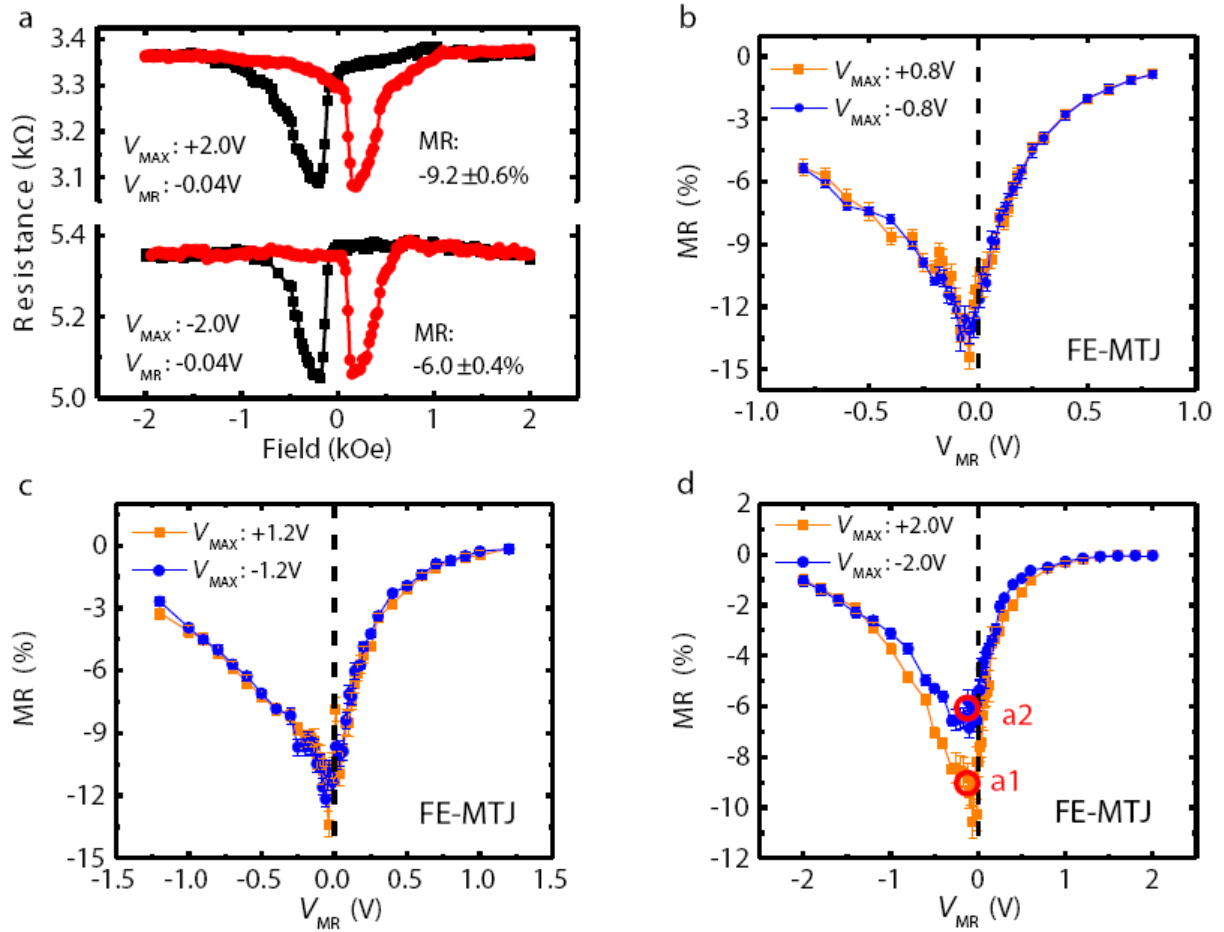 a
3.4
3.3
3.2
3.1
5.4
5.2
5.0
Resistance (kΩ)
V_MAX: +2.0V
V_MR: -0.04V
MR:
-9.2±0.6%
V_MAX: -2.0V
V_MR: -0.04V
MR:
-6.0±0.4%
-2 -1 0 1 2
Field (kOe)
b
0
-3
-6
-9
-12
-15
MR (%)
V_MAX: +0.8V
V_MAX: -0.8V
FE-MTJ
-1.0 -0.5 0.0 0.5 1.0
V_MR (V)
c
0
-3
-6
-9
-12
-15
MR (%)
V_MAX: +1.2V
V_MAX: -1.2V
FE-MTJ
-1.5 -1.0 -0.5 0.0 0.5 1.0 1.5
V_MR (V)
d
2
0
-2
-4
-6
-8
-10
-12
MR (%)
V_MAX: +2.0V
V_MAX: -2.0V
a2
a1
FE-MTJ
-2 -1 0 1 2
V_MR (V)